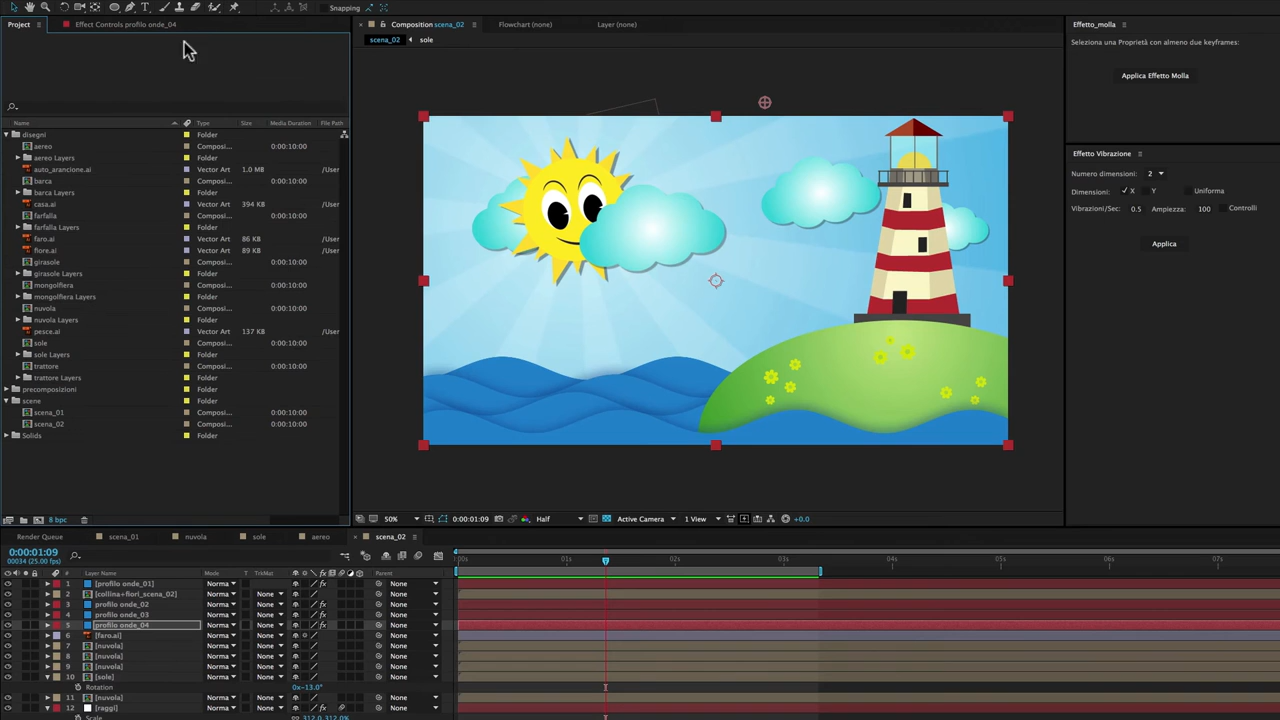 Snapping
Project
Effect Controls profilo onde_04
Composition scena_02
Flowchart (none)
Layer (none)
scena_02
sole
Effetto_molla
Seleziona una Proprietà con almeno due keyframes:
Applica Effetto Molla
Effetto Vibrazione
Numero dimensioni: 2
Dimensioni: X Y Uniforma
Vibrazioni/Sec: 0.5 Ampiezza: 100 Controlli
Applica
Name Type Size Media Duration File Path
disegni Folder
aereo Composi... 0:00:10:00
aereo Layers Folder
auto_arancione.ai Vector Art 1.0 MB /User
barca Composi... 0:00:10:00
barca Layers Folder
casa.ai Vector Art 394 KB /User
farfalla Composi... 0:00:10:00
farfalla Layers Folder
faro.ai Vector Art 86 KB /User
fiore.ai Vector Art 89 KB /User
girasole Composi... 0:00:10:00
girasole Layers Folder
mongolfiera Composi... 0:00:10:00
mongolfiera Layers Folder
nuvola Composi... 0:00:10:00
nuvola Layers Folder
pesce.ai Vector Art 137 KB /User
sole Composi... 0:00:10:00
sole Layers Folder
trattore Composi... 0:00:10:00
trattore Layers Folder
precomposizioni Folder
scene Folder
scena_01 Composi... 0:00:10:00
scena_02 Composi... 0:00:10:00
Solids Folder
8 bpc
50% 0:00:01:09 Half Active Camera 1 View +0.0
Render Queue scena_01 nuvola sole aereo scena_02
0:00:01:09
00034 (25.00 fps)
:00s 01s 02s 04s 05s 06s 07s
# Layer Name Mode T TrkMat Parent
1 [profilo onde_01] Norma None
2 [collina+fiori_scena_02] Norma None None
3 profilo onde_02 Norma None None
4 profilo onde_03 Norma None None
5 profilo onde_04 Norma None None
6 [faro.ai] Norma None None
7 [nuvola] Norma None None
8 [nuvola] Norma None None
9 [nuvola] Norma None None
10 [sole] Norma None None
Rotation 0x-13.0°
11 [nuvola] Norma None None
12 [raggi] Norma None None
Scale 312.0,312.0%